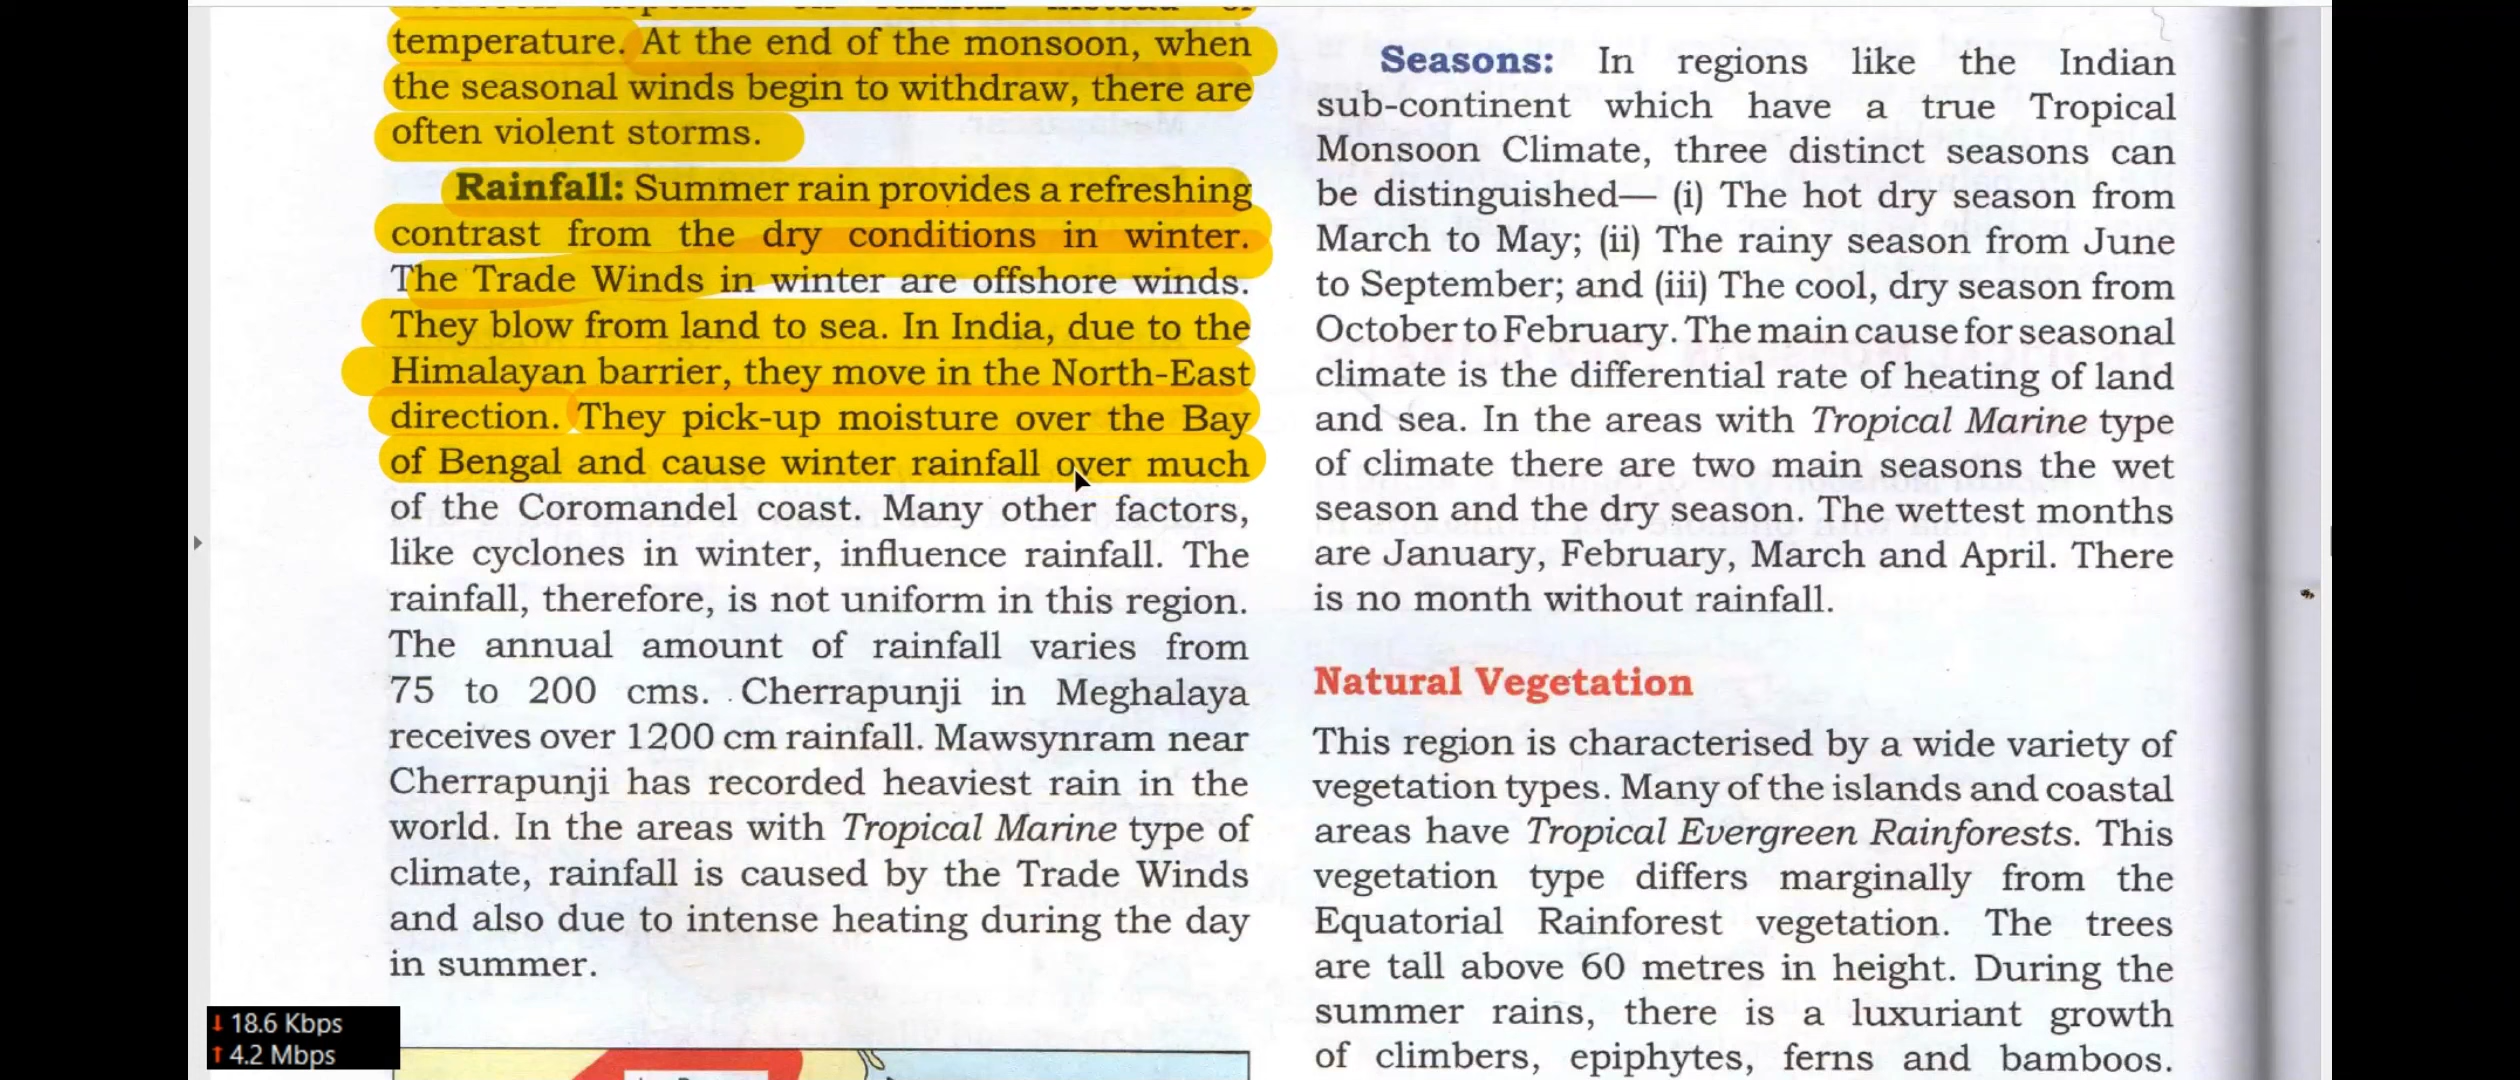 temperature. At the end of the monsoon, when
the seasonal winds begin to withdraw, there are
often violent storms.
Rainfall: Summer rain provides a refreshing
contrast from the dry conditions in winter.
The Trade Winds in winter are offshore winds.
They blow from land to sea. In India, due to the
Himalayan barrier, they move in the North-East
direction. They pick-up moisture over the Bay
of Bengal and cause winter rainfall over much
of the Coromandel coast. Many other factors,
like cyclones in winter, influence rainfall. The
rainfall, therefore, is not uniform in this region.
The annual amount of rainfall varies from
75 to 200 cms. Cherrapunji in Meghalaya
receives over 1200 cm rainfall. Mawsynram near
Cherrapunji has recorded heaviest rain in the
world. In the areas with Tropical Marine type of
climate, rainfall is caused by the Trade Winds
and also due to intense heating during the day
in summer.
Seasons: In regions like the Indian
sub-continent which have a true Tropical
Monsoon Climate, three distinct seasons can
be distinguished— (i) The hot dry season from
March to May; (ii) The rainy season from June
to September; and (iii) The cool, dry season from
October to February. The main cause for seasonal
climate is the differential rate of heating of land
and sea. In the areas with Tropical Marine type
of climate there are two main seasons the wet
season and the dry season. The wettest months
are January, February, March and April. There
is no month without rainfall.
Natural Vegetation
This region is characterised by a wide variety of
vegetation types. Many of the islands and coastal
areas have Tropical Evergreen Rainforests. This
vegetation type differs marginally from the
Equatorial Rainforest vegetation. The trees
are tall above 60 metres in height. During the
summer rains, there is a luxuriant growth
of climbers, epiphytes, ferns and bamboos.
↓ 18.6 Kbps
↑ 4.2 Mbps